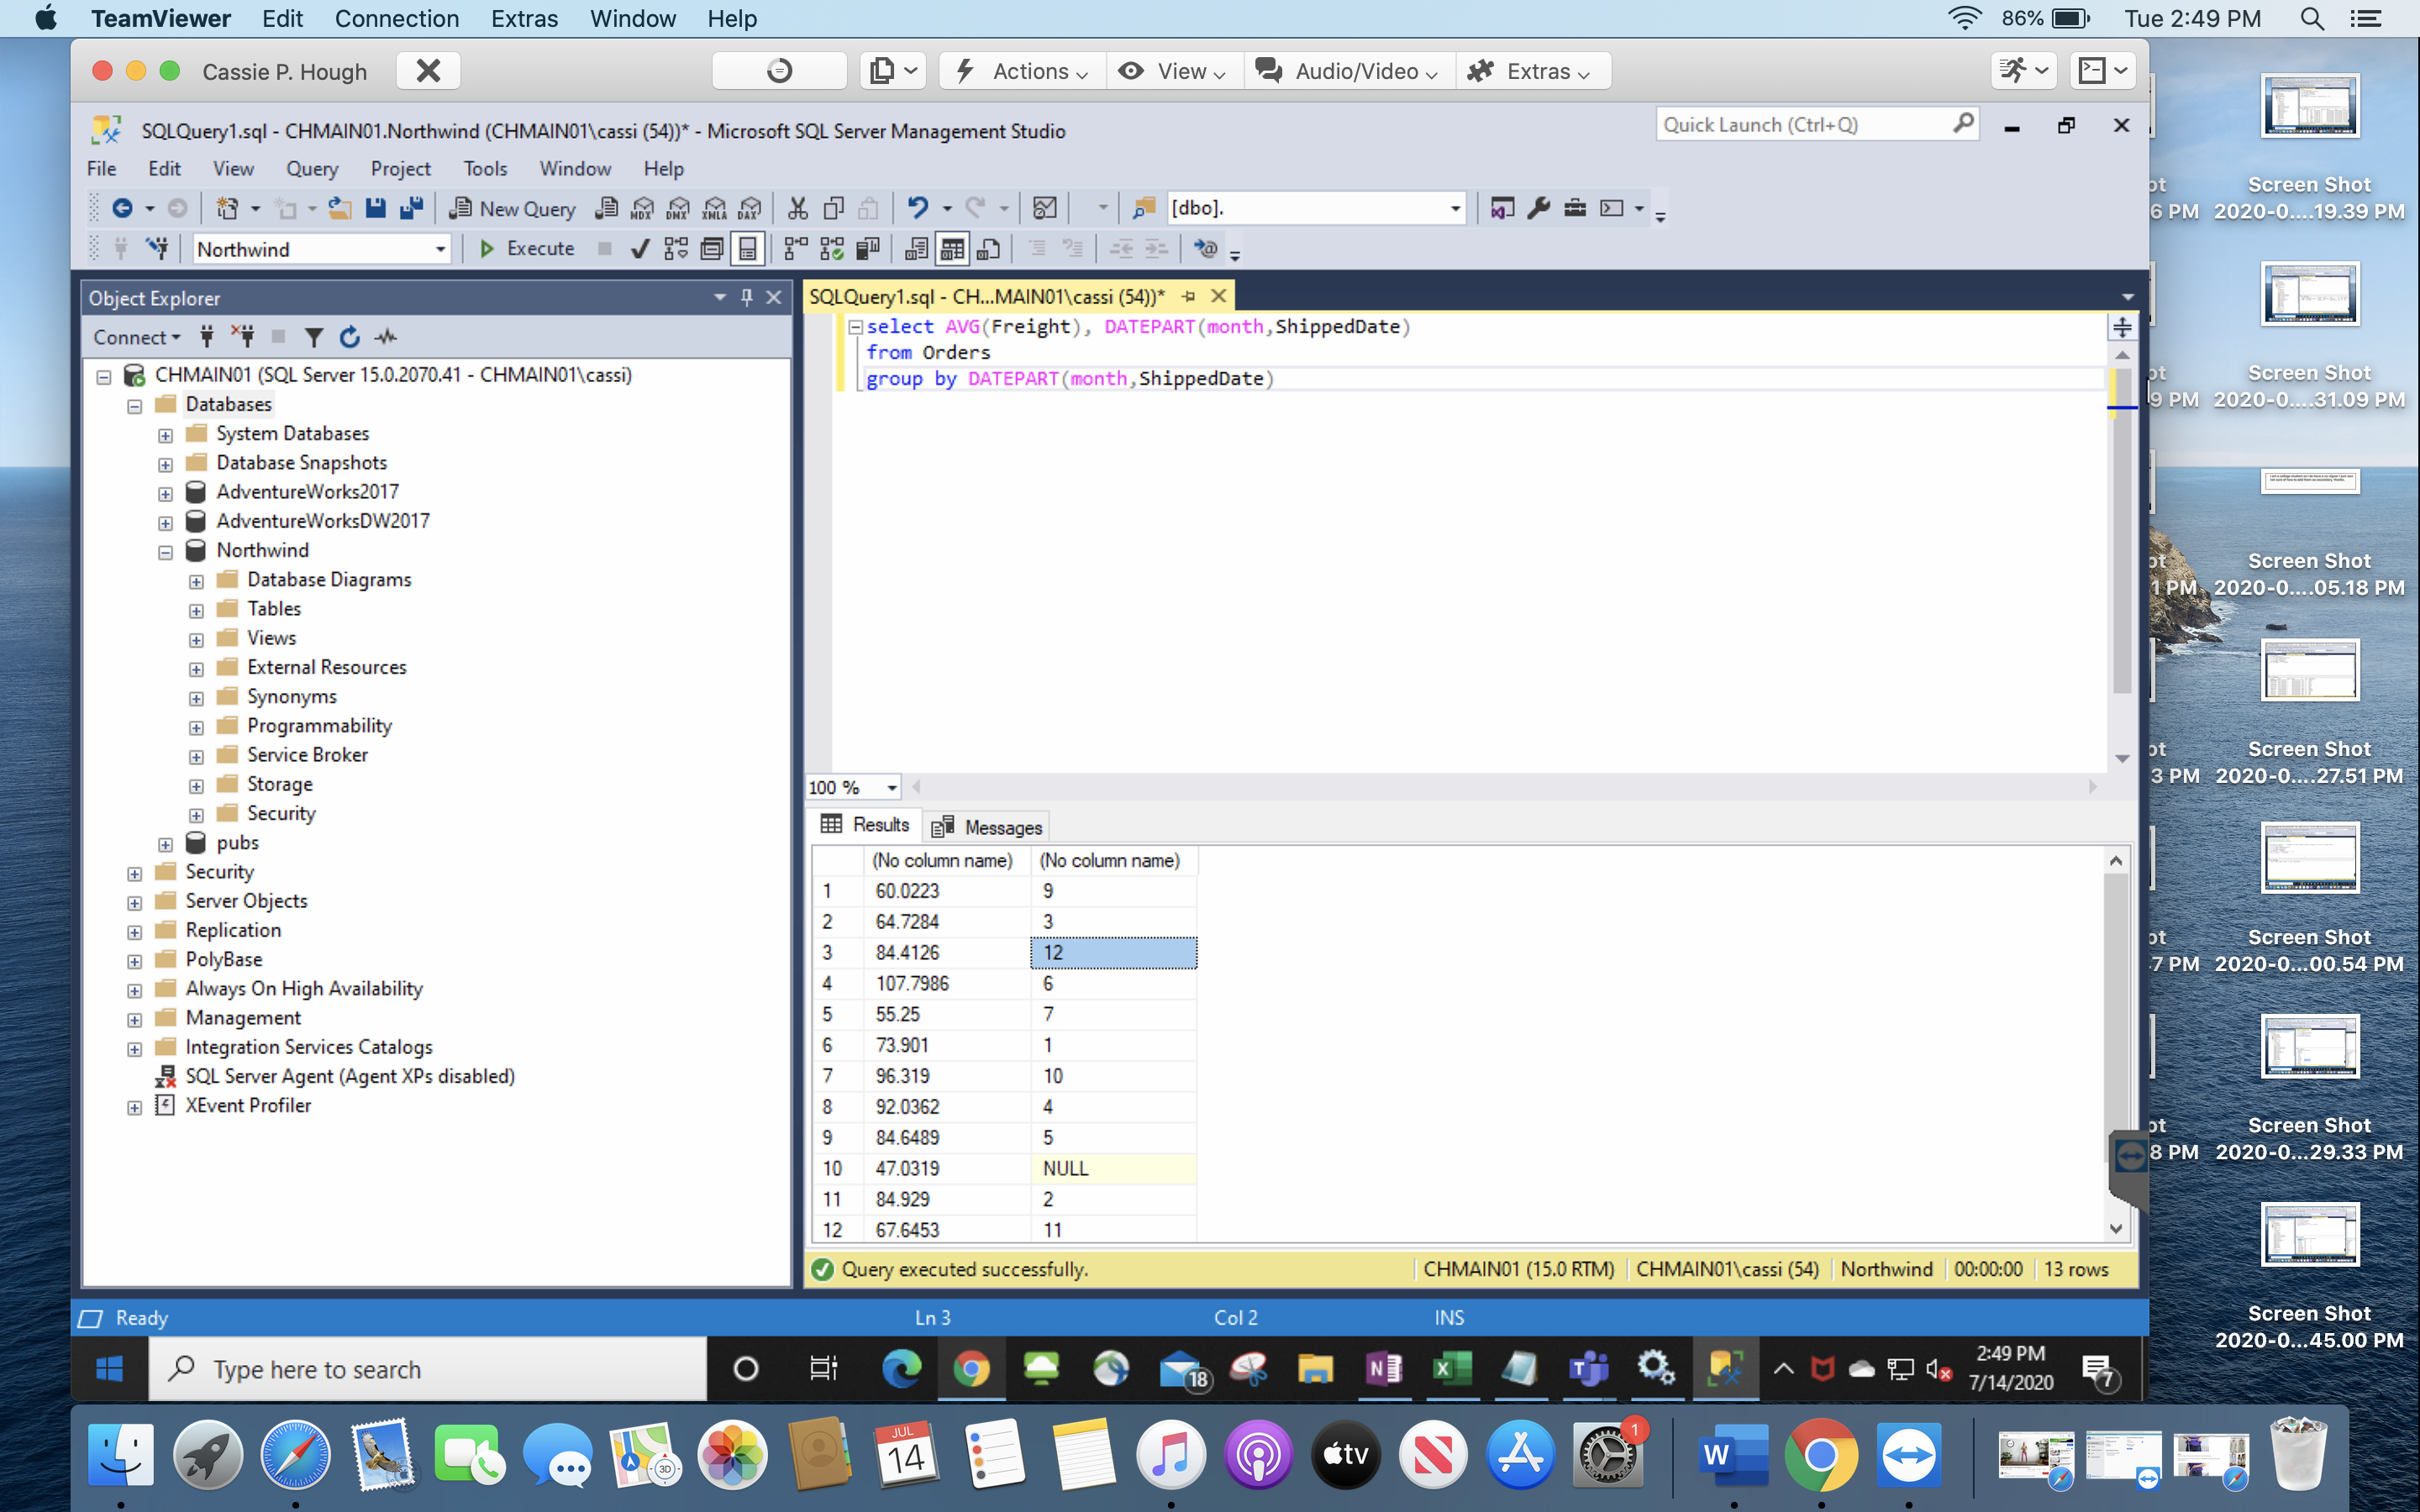 TeamViewer Edit Connection Extras Window Help 86% Tue 2:49 PM
Cassie P. Hough Actions View Audio/Video Extras
SQLQuery1.sql - CHMAIN01.Northwind (CHMAIN01\cassi (54))* - Microsoft SQL Server Management Studio Quick Launch (Ctrl+Q)
File Edit View Query Project Tools Window Help
New Query MDX DMX XMLA DAX [dbo].
Northwind Execute
Object Explorer
Connect
CHMAIN01 (SQL Server 15.0.2070.41 - CHMAIN01\cassi)
Databases
System Databases
Database Snapshots
AdventureWorks2017
AdventureWorksDW2017
Northwind
Database Diagrams
Tables
Views
External Resources
Synonyms
Programmability
Service Broker
Storage
Security
pubs
Security
Server Objects
Replication
PolyBase
Always On High Availability
Management
Integration Services Catalogs
SQL Server Agent (Agent XPs disabled)
XEvent Profiler
SQLQuery1.sql - CH...MAIN01\cassi (54))*
select AVG(Freight), DATEPART(month,ShippedDate)
from Orders
group by DATEPART(month,ShippedDate)
100 %
Results Messages
(No column name) (No column name)
1 60.0223 9
2 64.7284 3
3 84.4126 12
4 107.7986 6
5 55.25 7
6 73.901 1
7 96.319 10
8 92.0362 4
9 84.6489 5
10 47.0319 NULL
11 84.929 2
12 67.6453 11
Query executed successfully. CHMAIN01 (15.0 RTM) CHMAIN01\cassi (54) Northwind 00:00:00 13 rows
Ready Ln 3 Col 2 INS
Type here to search 18 2:49 PM
7/14/2020 7
JUL
14
3D
tv
1
W
ot Screen Shot
6 PM 2020-0....19.39 PM
ot Screen Shot
9 PM 2020-0....31.09 PM
ot Screen Shot
1 PM 2020-0....05.18 PM
ot Screen Shot
3 PM 2020-0....27.51 PM
ot Screen Shot
7 PM 2020-0...00.54 PM
ot Screen Shot
8 PM 2020-0...29.33 PM
Screen Shot
2020-0...45.00 PM